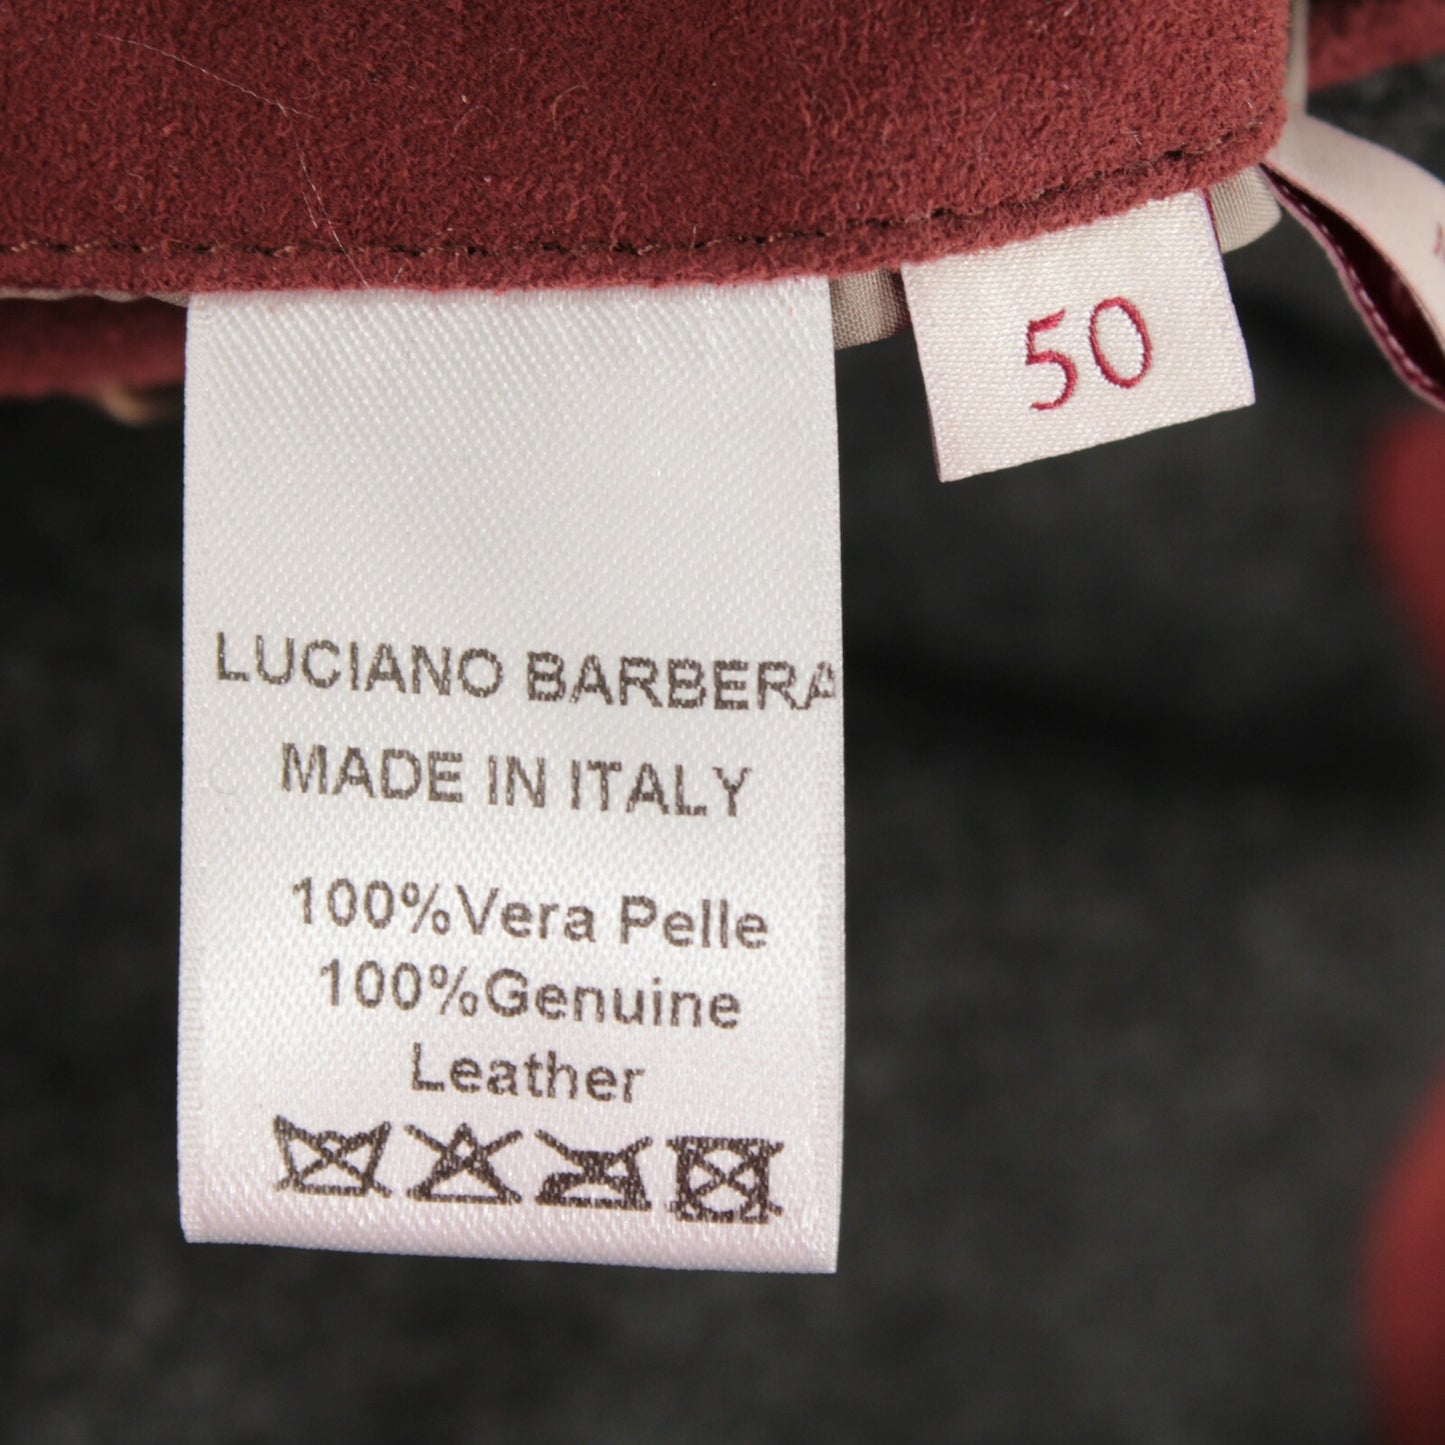 50
LUCIANO BARBERA
MADE IN ITALY
100%Vera Pelle
100%Genuine
Leather